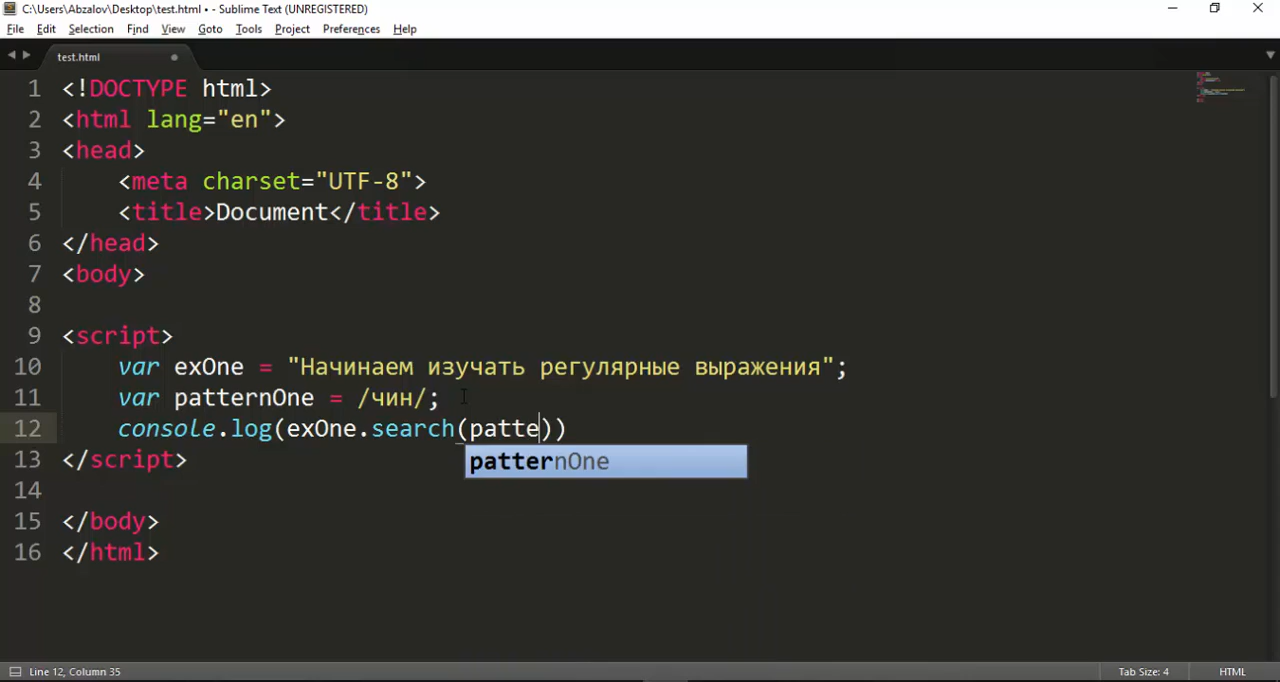 C:\Users\Abzalov\Desktop\test.html • - Sublime Text (UNREGISTERED)
File Edit Selection Find View Goto Tools Project Preferences Help
test.html
1 <!DOCTYPE html>
2 <html lang="en">
3 <head>
4 <meta charset="UTF-8">
5 <title>Document</title>
6 </head>
7 <body>
8
9 <script>
10 var exOne = "Начинаем изучать регулярные выражения";
11 var patternOne = /чин/;
12 console.log(exOne.search(patte))
patternOne
13 </script>
14
15 </body>
16 </html>
Line 12, Column 35 Tab Size: 4 HTML